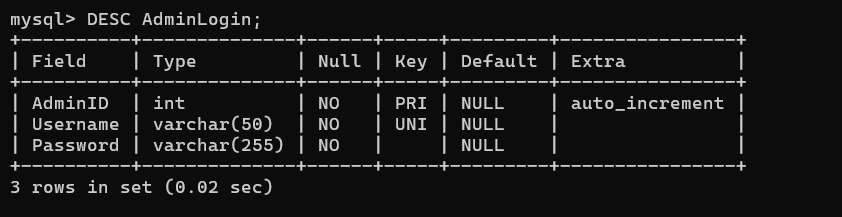 mysql> DESC AdminLogin;
+----------+--------------+------+-----+---------+----------------+
| Field    | Type         | Null | Key | Default | Extra          |
+----------+--------------+------+-----+---------+----------------+
| AdminID  | int          | NO   | PRI | NULL    | auto_increment |
| Username | varchar(50)  | NO   | UNI | NULL    |                |
| Password | varchar(255) | NO   |     | NULL    |                |
+----------+--------------+------+-----+---------+----------------+
3 rows in set (0.02 sec)